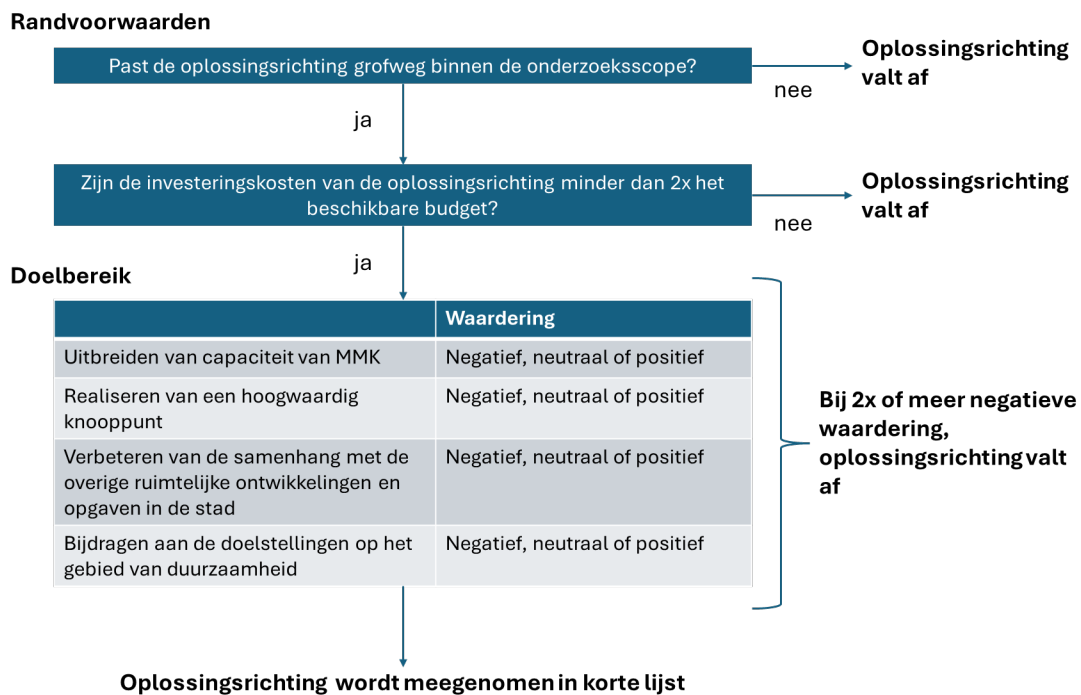 Randvoorwaarden
Past de oplossingsrichting grofweg binnen de onderzoeksscope?
nee
Oplossingsrichting
valt af
ja
Zijn de investeringskosten van de oplossingsrichting minder dan 2x het
beschikbare budget?
nee
Oplossingsrichting
valt af
ja
Doelbereik
Waardering
Uitbreiden van capaciteit van MMK
Negatief, neutraal of positief
Realiseren van een hoogwaardig
knooppunt
Negatief, neutraal of positief
Verbeteren van de samenhang met de
overige ruimtelijke ontwikkelingen en
opgaven in de stad
Negatief, neutraal of positief
Bijdragen aan de doelstellingen op het
gebied van duurzaamheid
Negatief, neutraal of positief
Bij 2x of meer negatieve
waardering,
oplossingsrichting valt
af
Oplossingsrichting wordt meegenomen in korte lijst